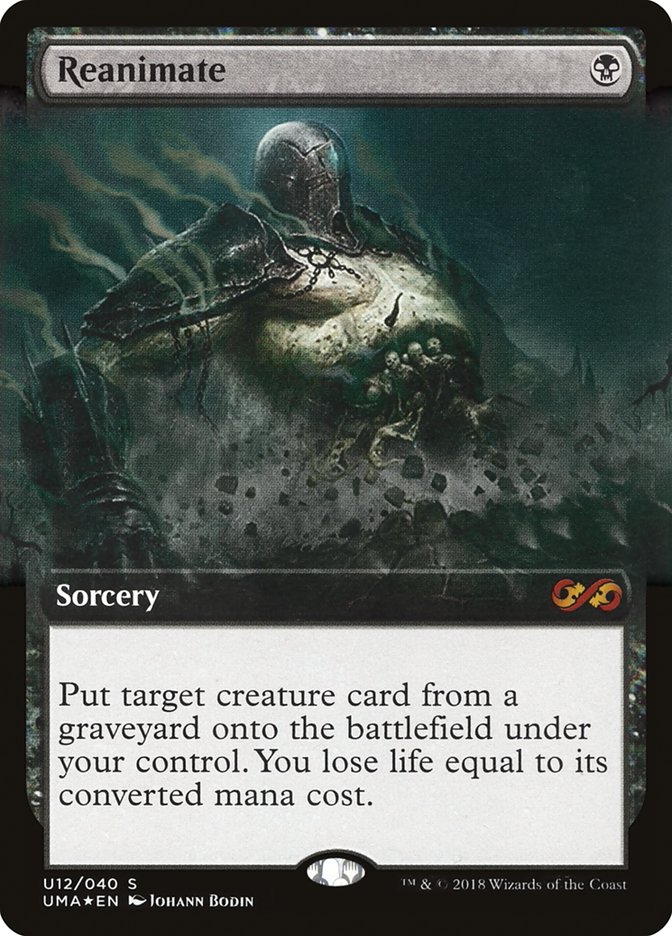 Reanimate
Sorcery
Put target creature card from a
graveyard onto the battlefield under
your control. You lose life equal to its
converted mana cost.
U12/040 S
™ & © 2018 Wizards of the Coast
UMA★EN Johann Bodin